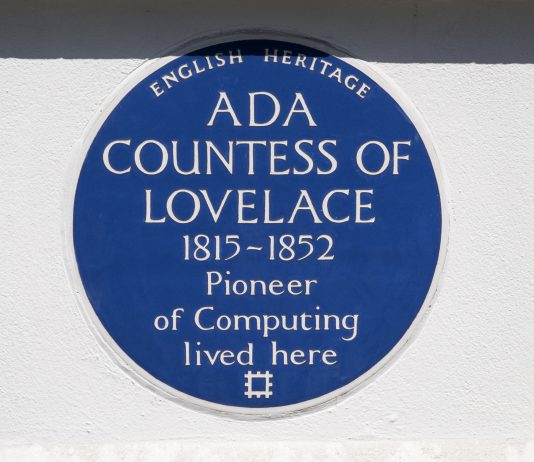 ENGLISH HERITAGE
ADA
COUNTESS OF
LOVELACE
1815~1852
Pioneer
of Computing
lived here